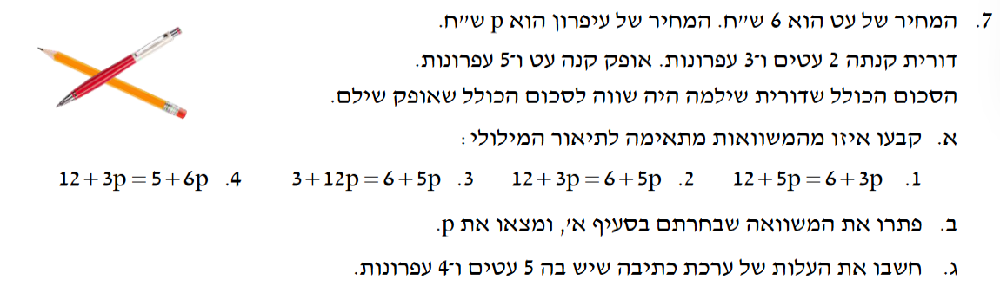 7. המחיר של עט הוא 6 ש״ח. המחיר של עיפרון הוא p ש״ח.
דורית קנתה 2 עטים ו־3 עפרונות. אופק קנה עט ו־5 עפרונות.
הסכום הכולל שדורית שילמה היה שווה לסכום הכולל שאופק שילם.
א. קבעו איזו מהמשוואות מתאימה לתיאור המילולי:
1. 12+5p=6+3p 2. 12+3p=6+5p 3. 3+12p=6+5p 4. 12+3p=5+6p
ב. פתרו את המשוואה שבחרתם בסעיף א׳, ומצאו את p.
ג. חשבו את העלות של ערכת כתיבה שיש בה 5 עטים ו־4 עפרונות.